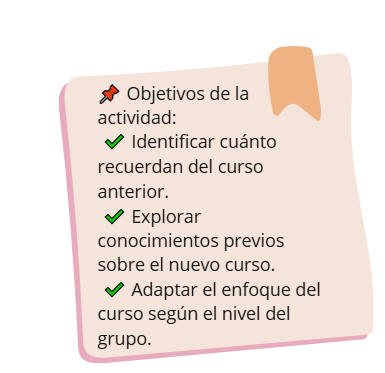 📌 Objetivos de la
actividad:
✔ Identificar cuánto
recuerdan del curso
anterior.
✔ Explorar
conocimientos previos
sobre el nuevo curso.
✔ Adaptar el enfoque del
curso según el nivel del
grupo.